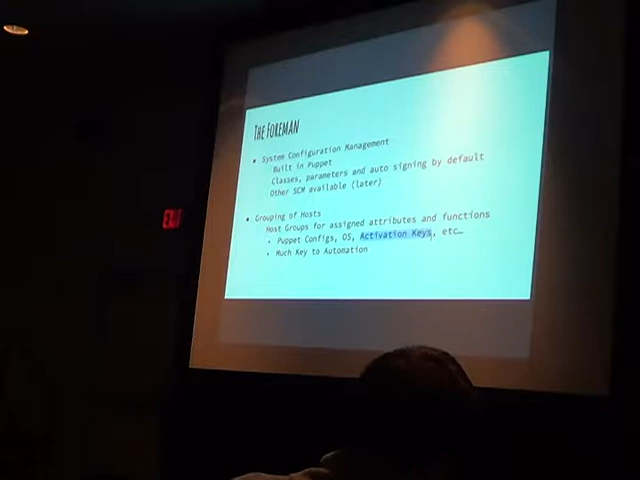 THE FOREMAN
• System Configuration Management
Built in Puppet
Classes, parameters and auto signing by default
Other SCM available (later)
• Grouping of Hosts
Host Groups for assigned attributes and functions
• Puppet Configs, OS, Activation Keys, etc…
• Much Key to Automation
EXIT